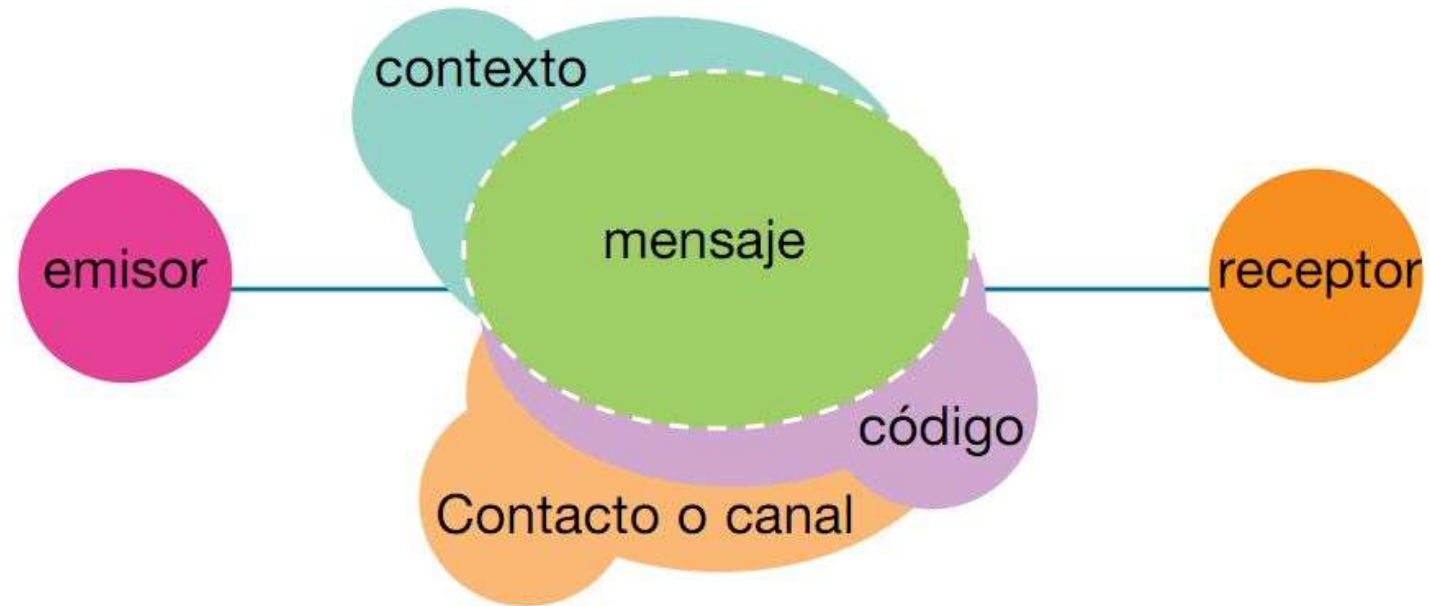 contexto
mensaje
emisor
receptor
código
Contacto o canal